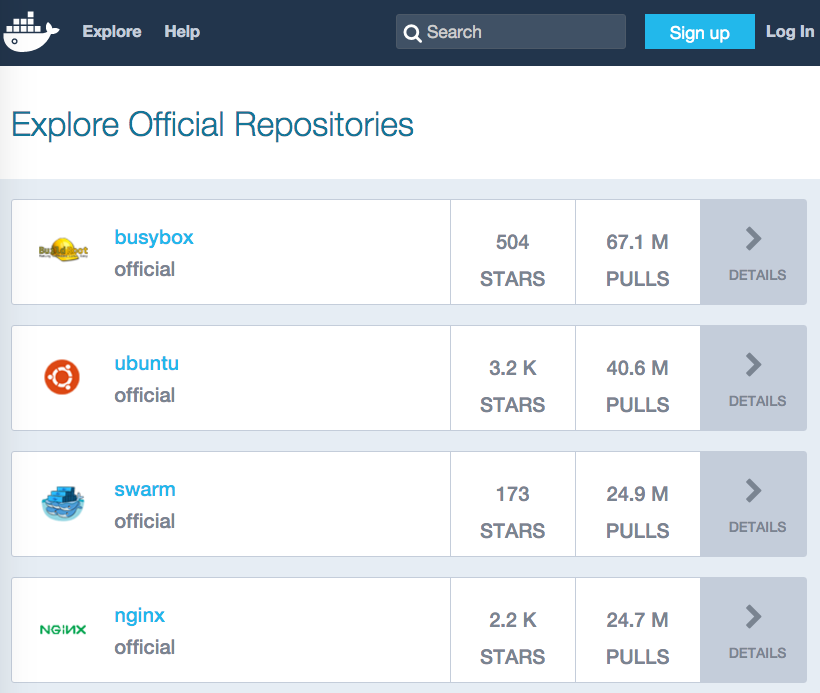 Explore Help Search Sign up Log In
Explore Official Repositories
busybox
official
504
STARS
67.1 M
PULLS
DETAILS
ubuntu
official
3.2 K
STARS
40.6 M
PULLS
DETAILS
swarm
official
173
STARS
24.9 M
PULLS
DETAILS
NGINX
nginx
official
2.2 K
STARS
24.7 M
PULLS
DETAILS